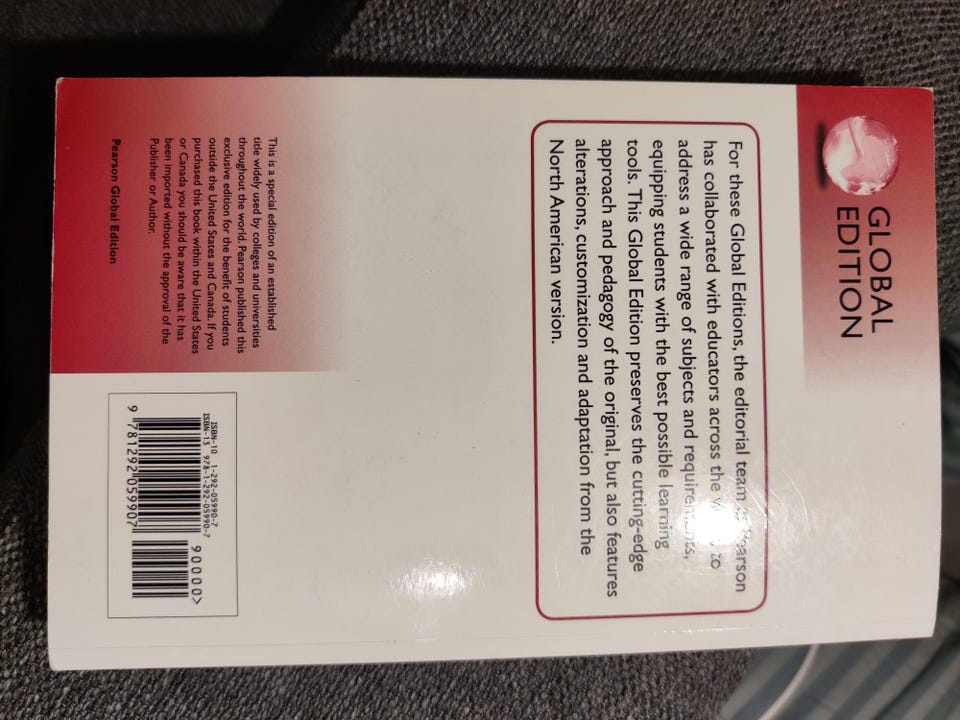 GLOBAL
EDITION
For these Global Editions, the editorial team at Pearson
has collaborated with educators across the to
address a wide range of subjects and requirements,
equipping students with the best possible learning
tools. This Global Edition preserves the cutting-edge
approach and pedagogy of the original, but also features
alterations, customization and adaptation from the
North American version.
This is a special edition of an established
title widely used by colleges and universities
throughout the world. Pearson published this
exclusive edition for the benefit of students
outside the United States and Canada. If you
purchased this book within the United States
or Canada you should be aware that it has
been imported without the approval of the
Publisher or Author.
Pearson Global Edition
ISBN-10 1-292-05990-7
ISBN-13 978-1-292-05990-7
90000>
9 781292 059907